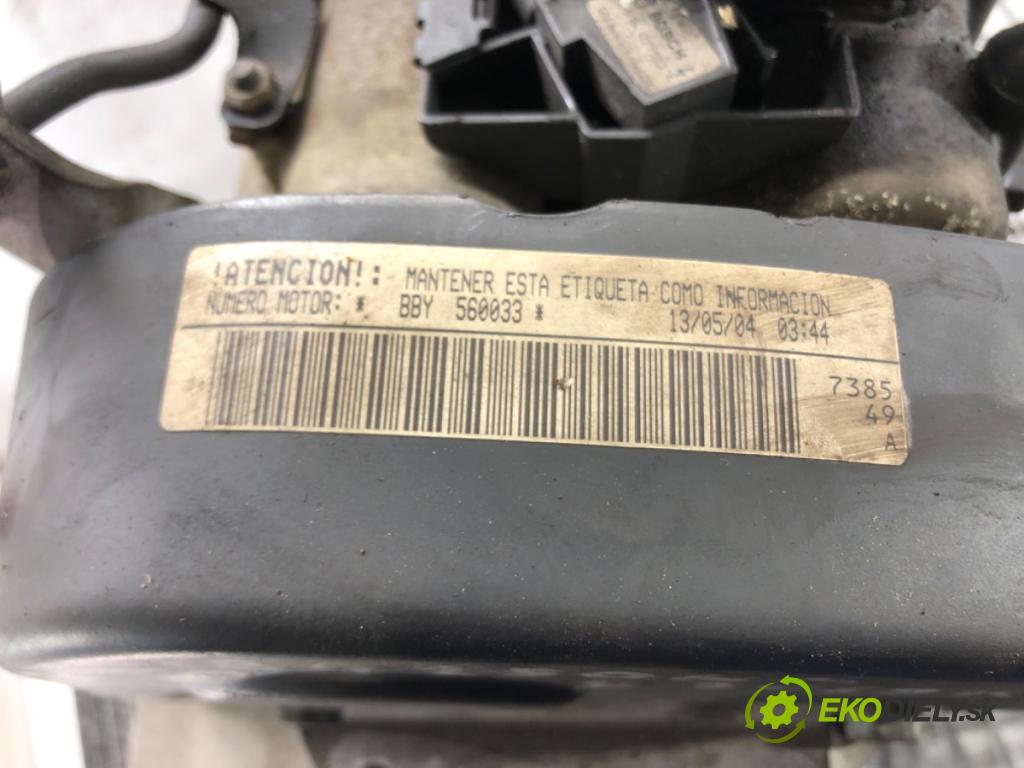 BOSCH
!ATENCION!: MANTENER ESTA ETIQUETA COMO INFORMACION
NUMERO MOTOR: * BBY 560033 * 13/05/04 03:44
7385
49
A
EKODIELY.SK